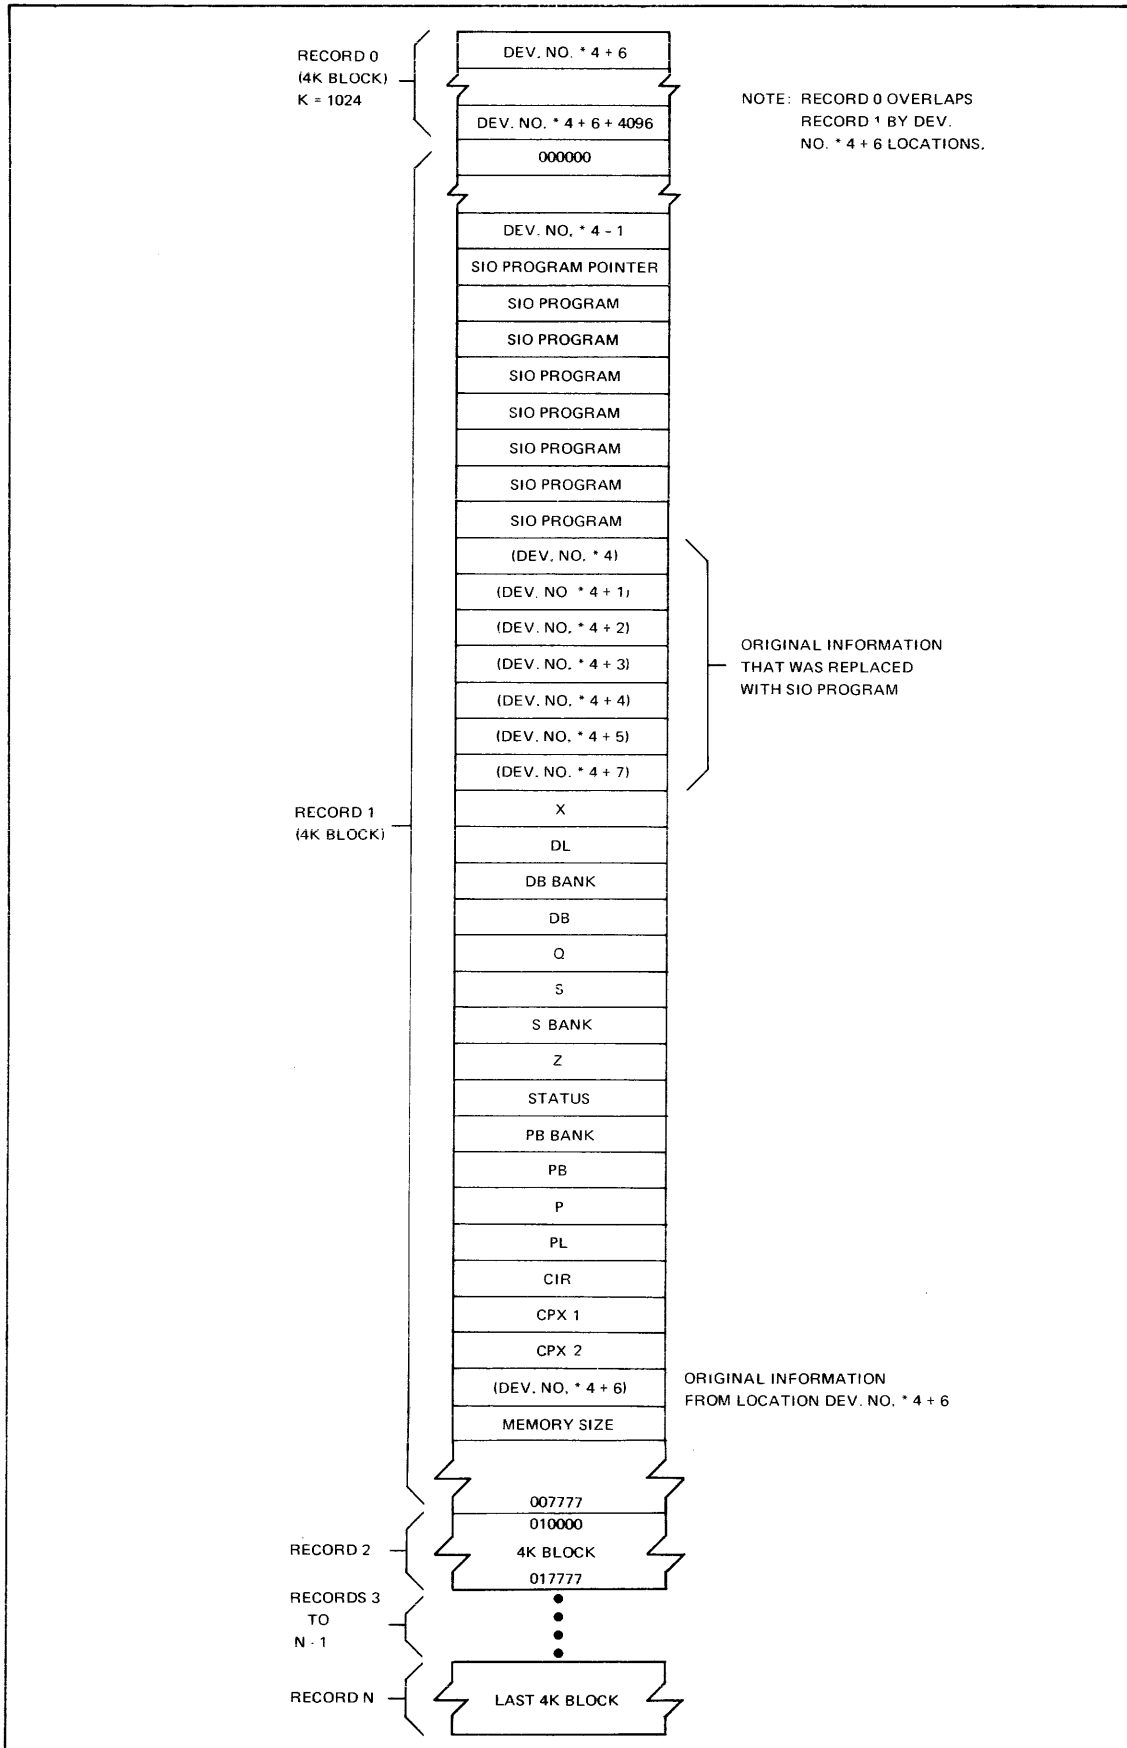 RECORD 0
(4K BLOCK)
K = 1024
DEV. NO. * 4 + 6
DEV. NO. * 4 + 6 + 4096
NOTE: RECORD 0 OVERLAPS
RECORD 1 BY DEV.
NO. * 4 + 6 LOCATIONS.
000000
DEV. NO. * 4 - 1
SIO PROGRAM POINTER
SIO PROGRAM
SIO PROGRAM
SIO PROGRAM
SIO PROGRAM
SIO PROGRAM
SIO PROGRAM
SIO PROGRAM
(DEV. NO. * 4)
(DEV. NO * 4 + 1)
(DEV. NO. * 4 + 2)
(DEV. NO. * 4 + 3)
(DEV. NO. * 4 + 4)
(DEV. NO. * 4 + 5)
(DEV. NO. * 4 + 7)
ORIGINAL INFORMATION
THAT WAS REPLACED
WITH SIO PROGRAM
RECORD 1
(4K BLOCK)
X
DL
DB BANK
DB
Q
S
S BANK
Z
STATUS
PB BANK
PB
P
PL
CIR
CPX 1
CPX 2
(DEV. NO. * 4 + 6)
ORIGINAL INFORMATION
FROM LOCATION DEV. NO. * 4 + 6
MEMORY SIZE
007777
RECORD 2
010000
4K BLOCK
017777
RECORDS 3
TO
N - 1
RECORD N
LAST 4K BLOCK